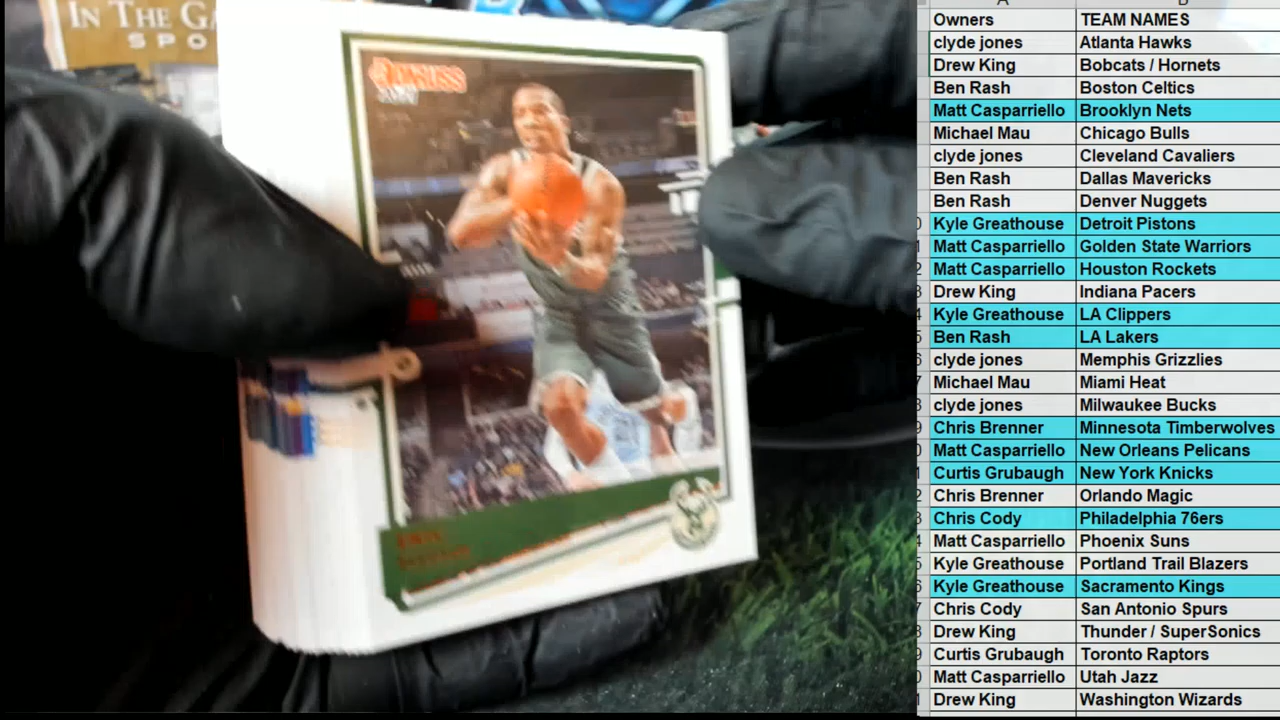 IN THE GA
SPO
DONRUSS
Owners TEAM NAMES
clyde jones Atlanta Hawks
Drew King Bobcats / Hornets
Ben Rash Boston Celtics
Matt Casparriello Brooklyn Nets
Michael Mau Chicago Bulls
clyde jones Cleveland Cavaliers
Ben Rash Dallas Mavericks
Ben Rash Denver Nuggets
Kyle Greathouse Detroit Pistons
Matt Casparriello Golden State Warriors
Matt Casparriello Houston Rockets
Drew King Indiana Pacers
Kyle Greathouse LA Clippers
Ben Rash LA Lakers
clyde jones Memphis Grizzlies
Michael Mau Miami Heat
clyde jones Milwaukee Bucks
Chris Brenner Minnesota Timberwolves
Matt Casparriello New Orleans Pelicans
Curtis Grubaugh New York Knicks
Chris Brenner Orlando Magic
Chris Cody Philadelphia 76ers
Matt Casparriello Phoenix Suns
Kyle Greathouse Portland Trail Blazers
Kyle Greathouse Sacramento Kings
Chris Cody San Antonio Spurs
Drew King Thunder / SuperSonics
Curtis Grubaugh Toronto Raptors
Matt Casparriello Utah Jazz
Drew King Washington Wizards